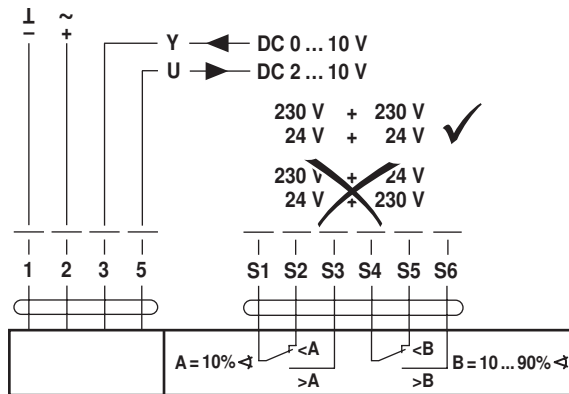 ⊥ ~
– +
Y DC 0 ... 10 V
U DC 2 ... 10 V
230 V + 230 V
24 V + 24 V
230 V + 24 V
24 V + 230 V
1 2 3 5 S1 S2 S3 S4 S5 S6
A = 10% ∢ <A <B B = 10 ... 90% ∢
>A >B